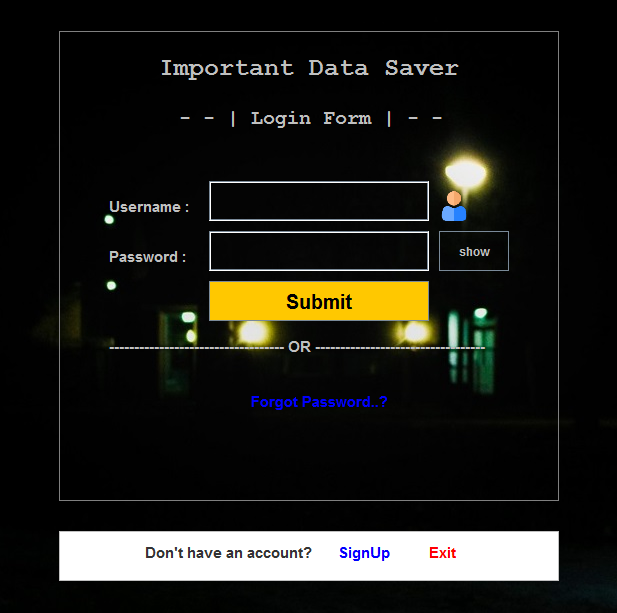 Important Data Saver
- - | Login Form | - -
Username :
Password : show
Submit
----------------------------------- OR ----------------------------------
Forgot Password..?
Don't have an account? SignUp Exit